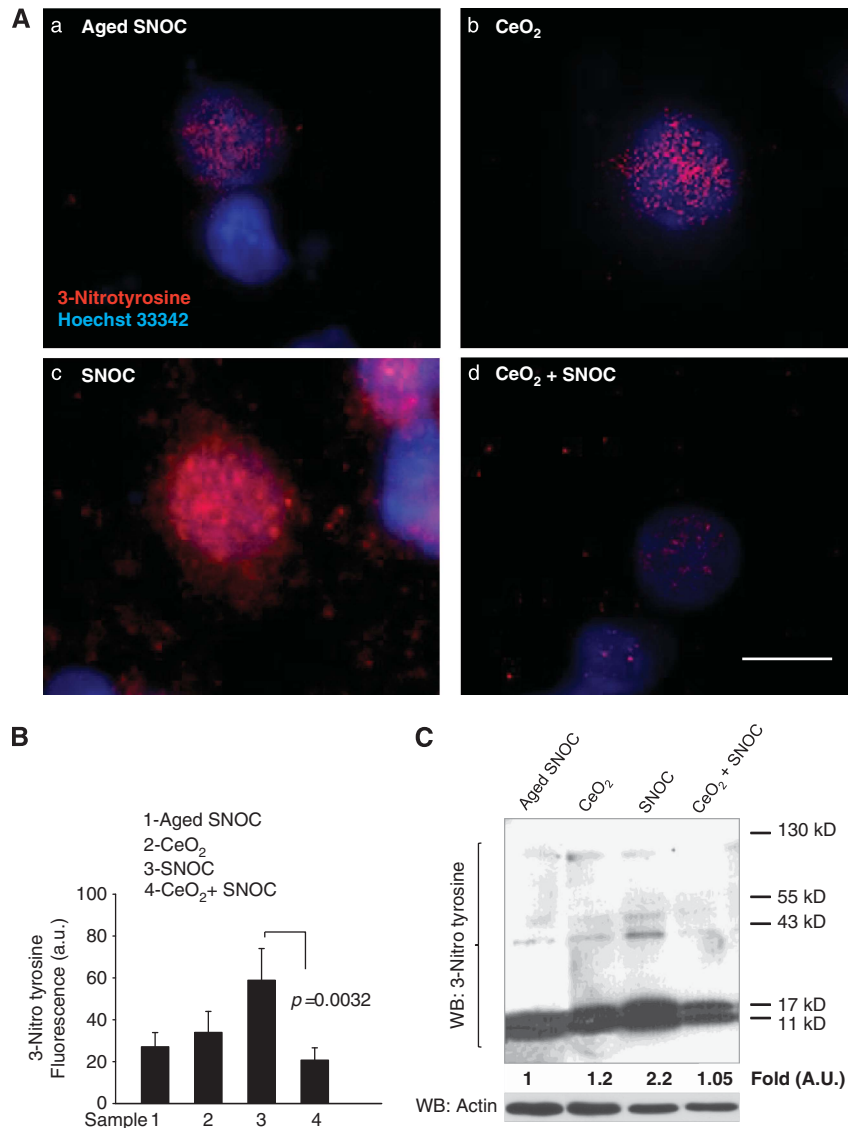 A
a Aged SNOC
3-Nitrotyrosine
Hoechst 33342
b CeO2
c SNOC
d CeO2 + SNOC
B
1-Aged SNOC
2-CeO2
3-SNOC
4-CeO2+ SNOC
3-Nitro tyrosine
Fluorescence (a.u.)
100
80
60
40
20
0
p=0.0032
Sample 1 2 3 4
C
Aged SNOC
CeO2
SNOC
CeO2 + SNOC
WB: 3-Nitro tyrosine
130 kD
55 kD
43 kD
17 kD
11 kD
1 1.2 2.2 1.05 Fold (A.U.)
WB: Actin